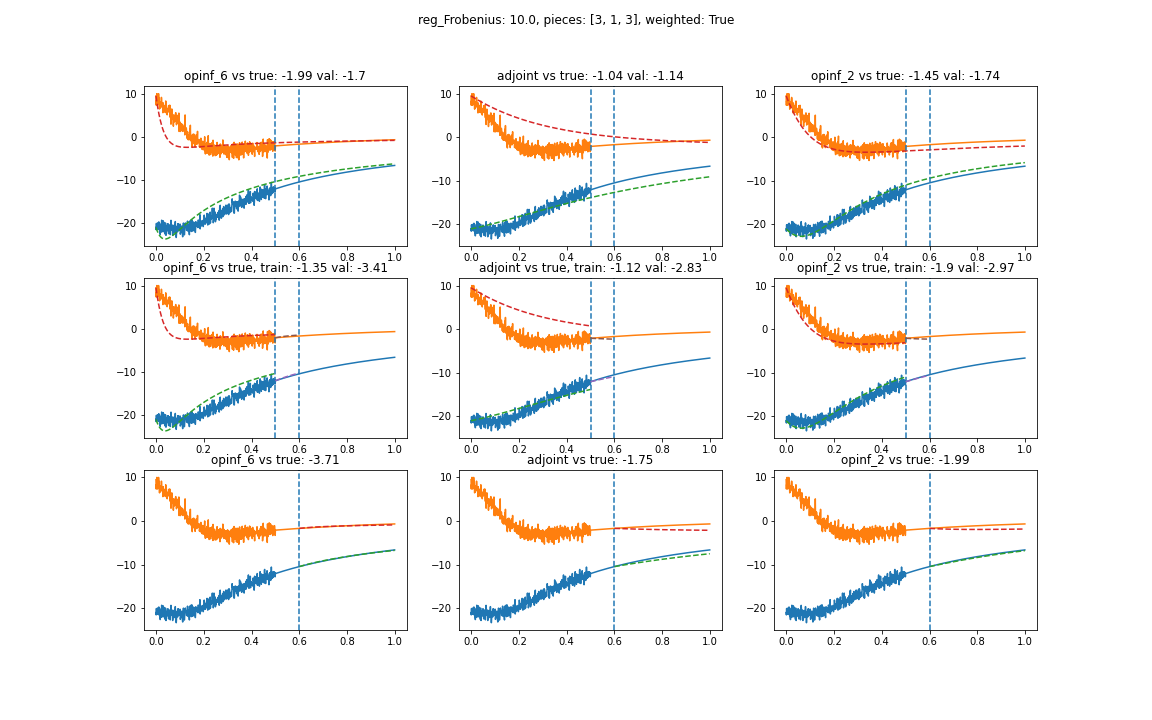 reg_Frobenius: 10.0, pieces: [3, 1, 3], weighted: True
opinf_6 vs true: -1.99 val: -1.7
adjoint vs true: -1.04 val: -1.14
opinf_2 vs true: -1.45 val: -1.74
10
0
−10
−20
0.0 0.2 0.4 0.6 0.8 1.0
10
0
−10
−20
0.0 0.2 0.4 0.6 0.8 1.0
10
0
−10
−20
0.0 0.2 0.4 0.6 0.8 1.0
opinf_6 vs true, train: -1.35 val: -3.41
adjoint vs true, train: -1.12 val: -2.83
opinf_2 vs true, train: -1.9 val: -2.97
10
0
−10
−20
0.0 0.2 0.4 0.6 0.8 1.0
10
0
−10
−20
0.0 0.2 0.4 0.6 0.8 1.0
10
0
−10
−20
0.0 0.2 0.4 0.6 0.8 1.0
opinf_6 vs true: -3.71
adjoint vs true: -1.75
opinf_2 vs true: -1.99
10
0
−10
−20
0.0 0.2 0.4 0.6 0.8 1.0
10
0
−10
−20
0.0 0.2 0.4 0.6 0.8 1.0
10
0
−10
−20
0.0 0.2 0.4 0.6 0.8 1.0